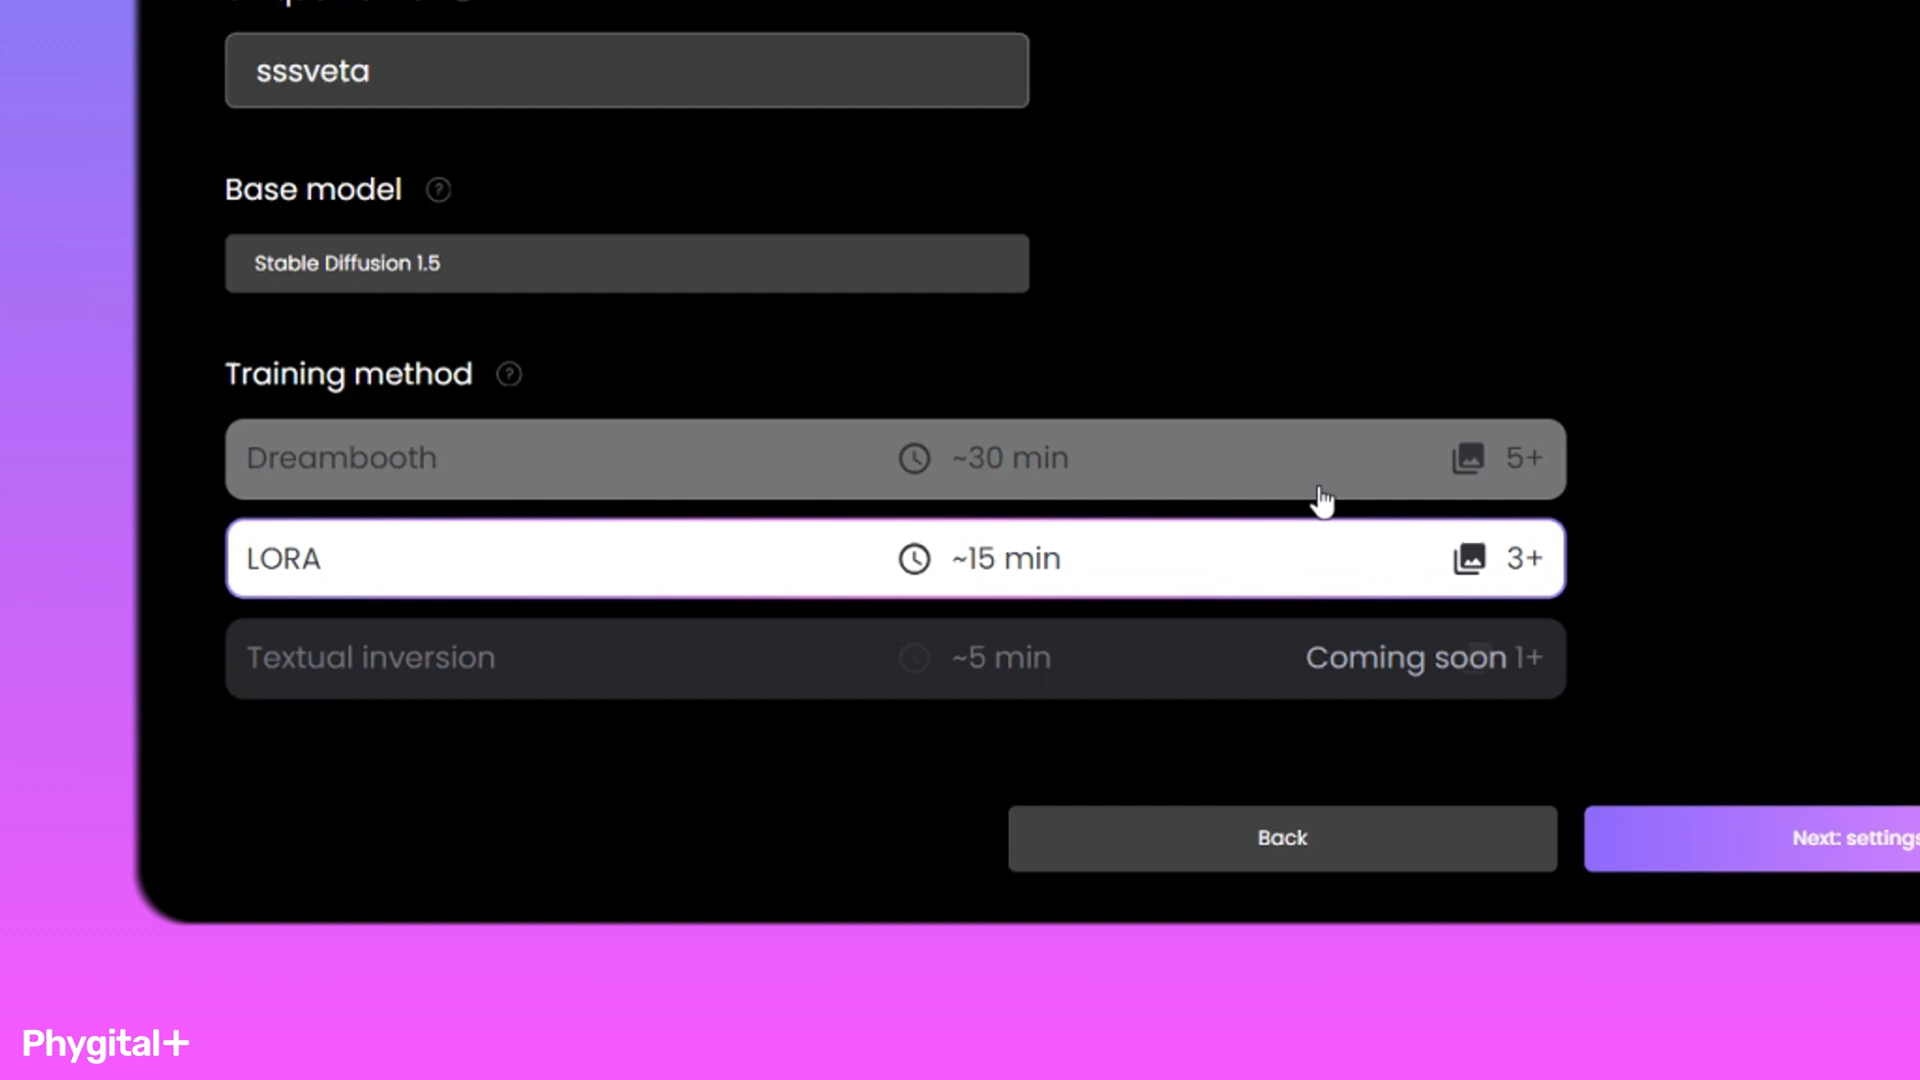 sssveta
Base model ?
Stable Diffusion 1.5
Training method ?
Dreambooth ~30 min 5+
LORA ~15 min 3+
Textual inversion ~5 min Coming soon 1+
Back Next: settings
Phygital+